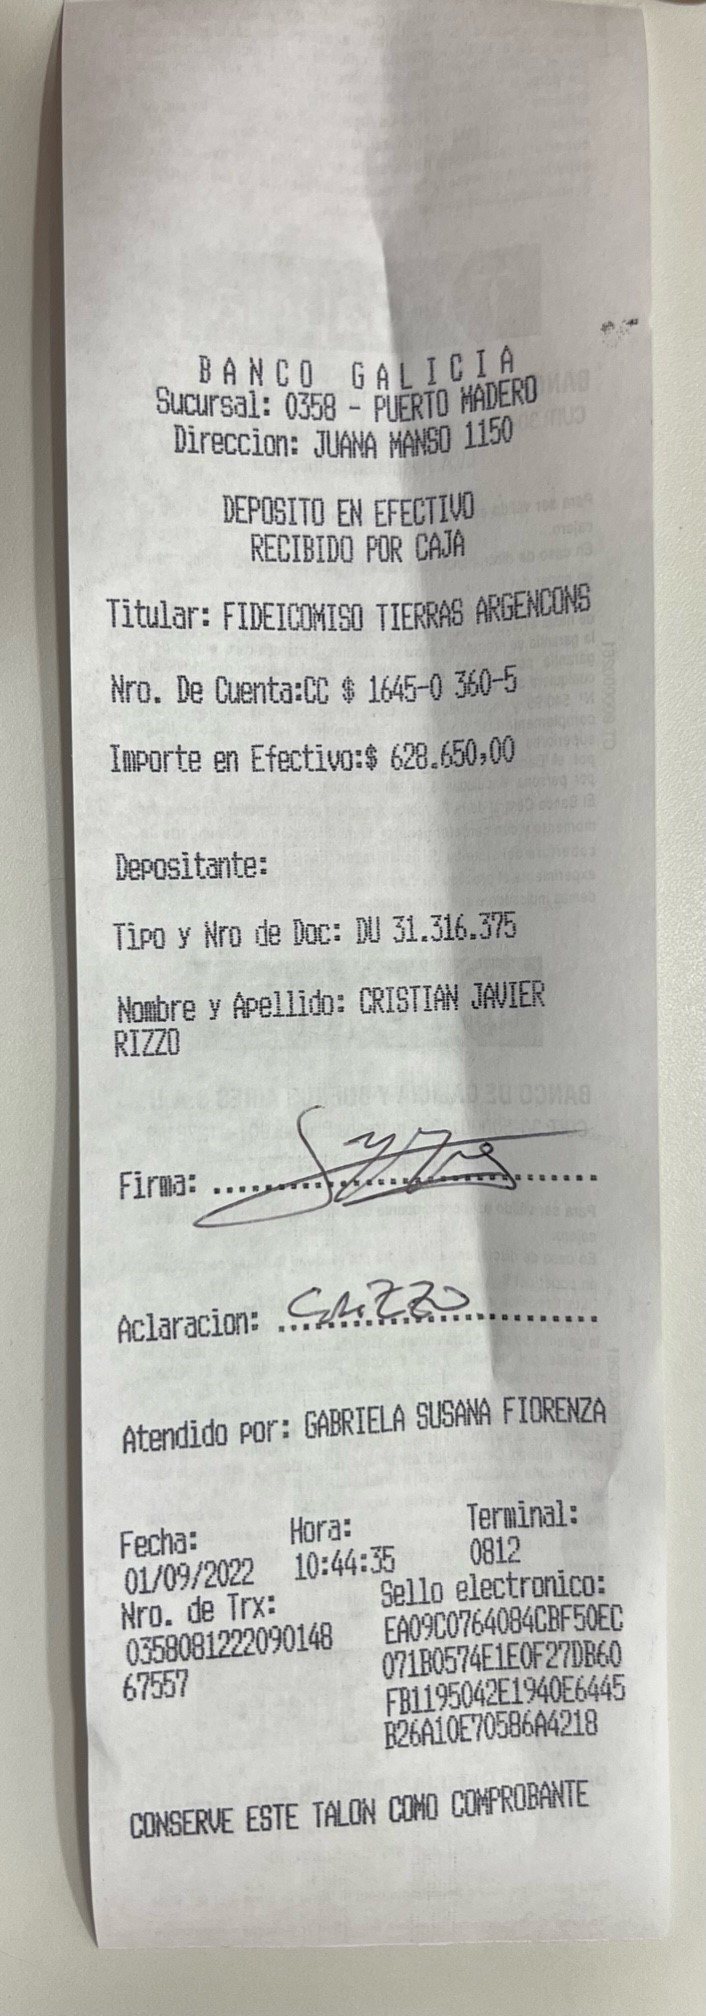 BANCO GALICIA
Sucursal: 0358 - PUERTO MADERO
Direccion: JUANA MANSO 1150
DEPOSITO EN EFECTIVO
RECIBIDO POR CAJA
Titular: FIDEICOMISO TIERRAS ARGENCONS
Nro. De Cuenta:CC $ 1645-0 360-5
Importe en Efectivo:$ 628.650,00
Depositante:
Tipo y Nro de Doc: DU 31.316.375
Nombre y Apellido: CRISTIAN JAVIER
RIZZO
Firma:
Aclaracion:
Atendido por: GABRIELA SUSANA FIORENZA
Fecha: Hora: Terminal:
01/09/2022 10:44:35 0812
Nro. de Trx: Sello electronico:
0358081222090148 EA09C0764084CBF50EC
67557 071B0574E1E0F27DB60
FB1195042E1940E6445
B26A10E70586A4218
CONSERVE ESTE TALON COMO COMPROBANTE